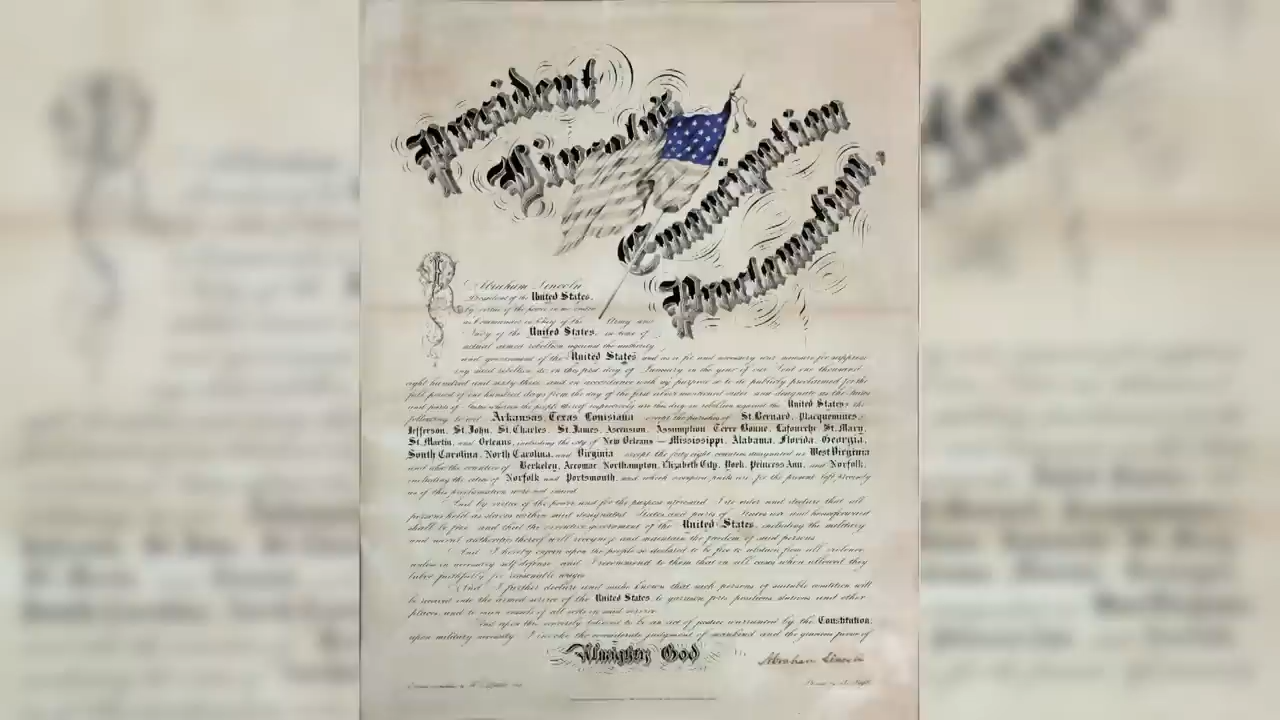 President
Lincoln's
Emancipation
Proclamation.
I
Abraham Lincoln
President of the United States,
by virtue of the power in me
as Commander in Chief of the Army and
Navy of the United States, in time of
actual armed rebellion against the authority
and government of the United States and as a fit and necessary war measure for suppress-
ing said rebellion do on this first day of January in the year of our Lord one thousand
eight hundred and sixty three and in accordance with my purpose so to do publicly proclaimed for the
full period of one hundred days from the day of the first above mentioned order and designate as the States
and parts of States wherein the people thereof respectively are this day in rebellion against the United States the
following to wit Arkansas, Texas, Louisiana except the parishes of St. Bernard, Placquemines,
Jefferson, St. John, St. Charles, St. James, Ascension, Assumption, Terre Bonne, Lafourche, St. Mary,
St. Martin, and Orleans, including the city of New Orleans — Mississippi, Alabama, Florida, Georgia,
South Carolina, North Carolina, and Virginia except the forty eight counties designated as West Virginia
and also the counties of Berkeley, Accomac, Northampton, Elizabeth City, York, Princess Ann, and Norfolk,
including the cities of Norfolk and Portsmouth, and which excepted parts are, for the present left precisely
as if this proclamation were not issued
And by virtue of the power and for the purpose aforesaid I do order and declare that all
persons held as slaves within said designated States and parts of States are and henceforward
shall be free and that the executive government of the United States, including the military
and naval authorities thereof will recognize and maintain the freedom of said persons
And I hereby enjoin upon the people so declared to be free to abstain from all violence
unless in necessary self defense and I recommend to them that in all cases when allowed they
labor faithfully for reasonable wages
And I further declare and make known that such persons of suitable condition will
be received into the armed service of the United States to garrison forts positions stations and other
places and to man vessels of all sorts in said service
And upon this sincerely believed to be an act of justice warranted by the Constitution,
upon military necessity I invoke the considerate judgment of mankind and the gracious favor of
Almighty God
Abraham Lincoln